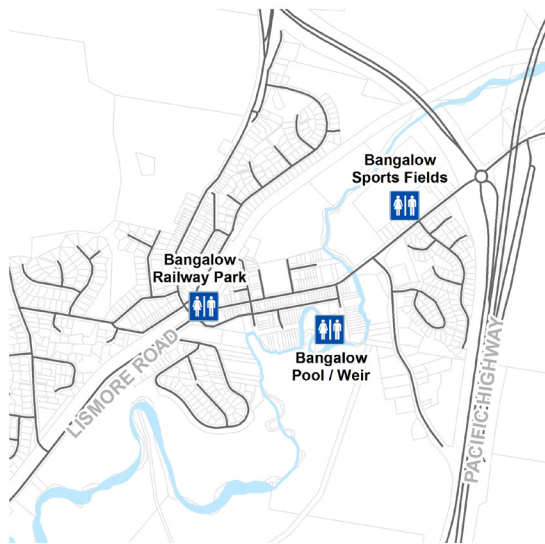 Bangalow
Sports Fields
Bangalow
Railway Park
Bangalow
Pool / Weir
LISMORE ROAD
PACIFIC HIGHWAY